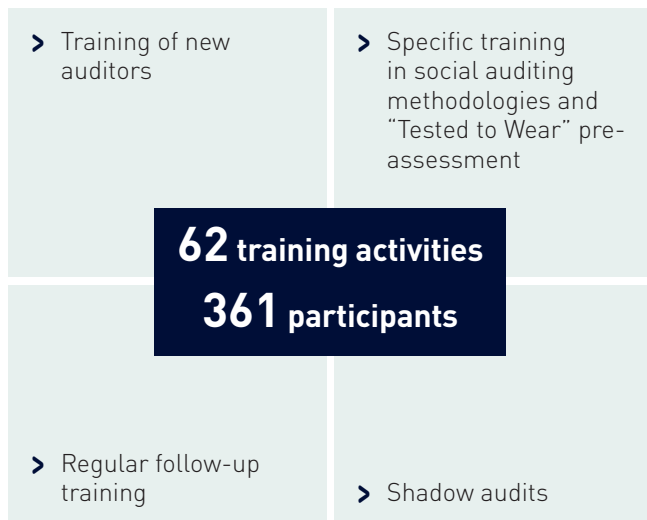 > Training of new
auditors
> Specific training
in social auditing
methodologies and
“Tested to Wear” pre-
assessment
62 training activities
361 participants
> Regular follow-up
training
> Shadow audits